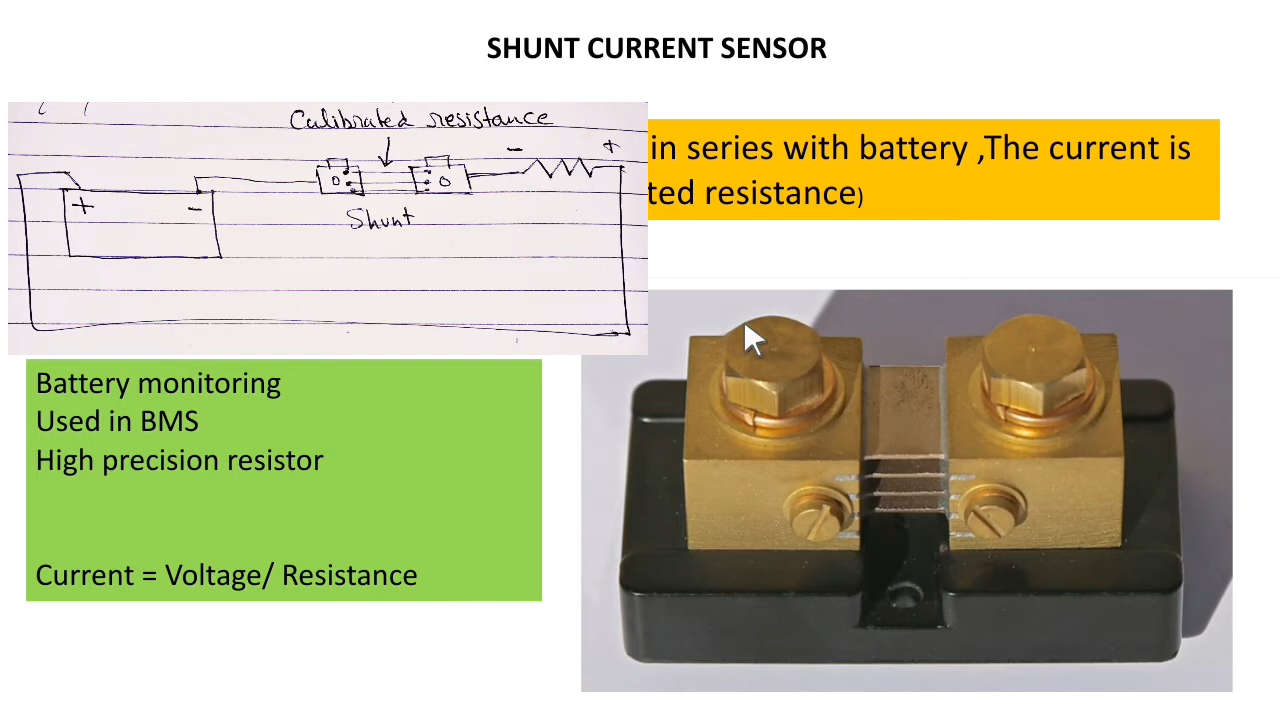 SHUNT CURRENT SENSOR
Calibrated resistance
in series with battery ,The current is
ted resistance)
- +
+ -
Shunt
Battery monitoring
Used in BMS
High precision resistor
Current = Voltage/ Resistance